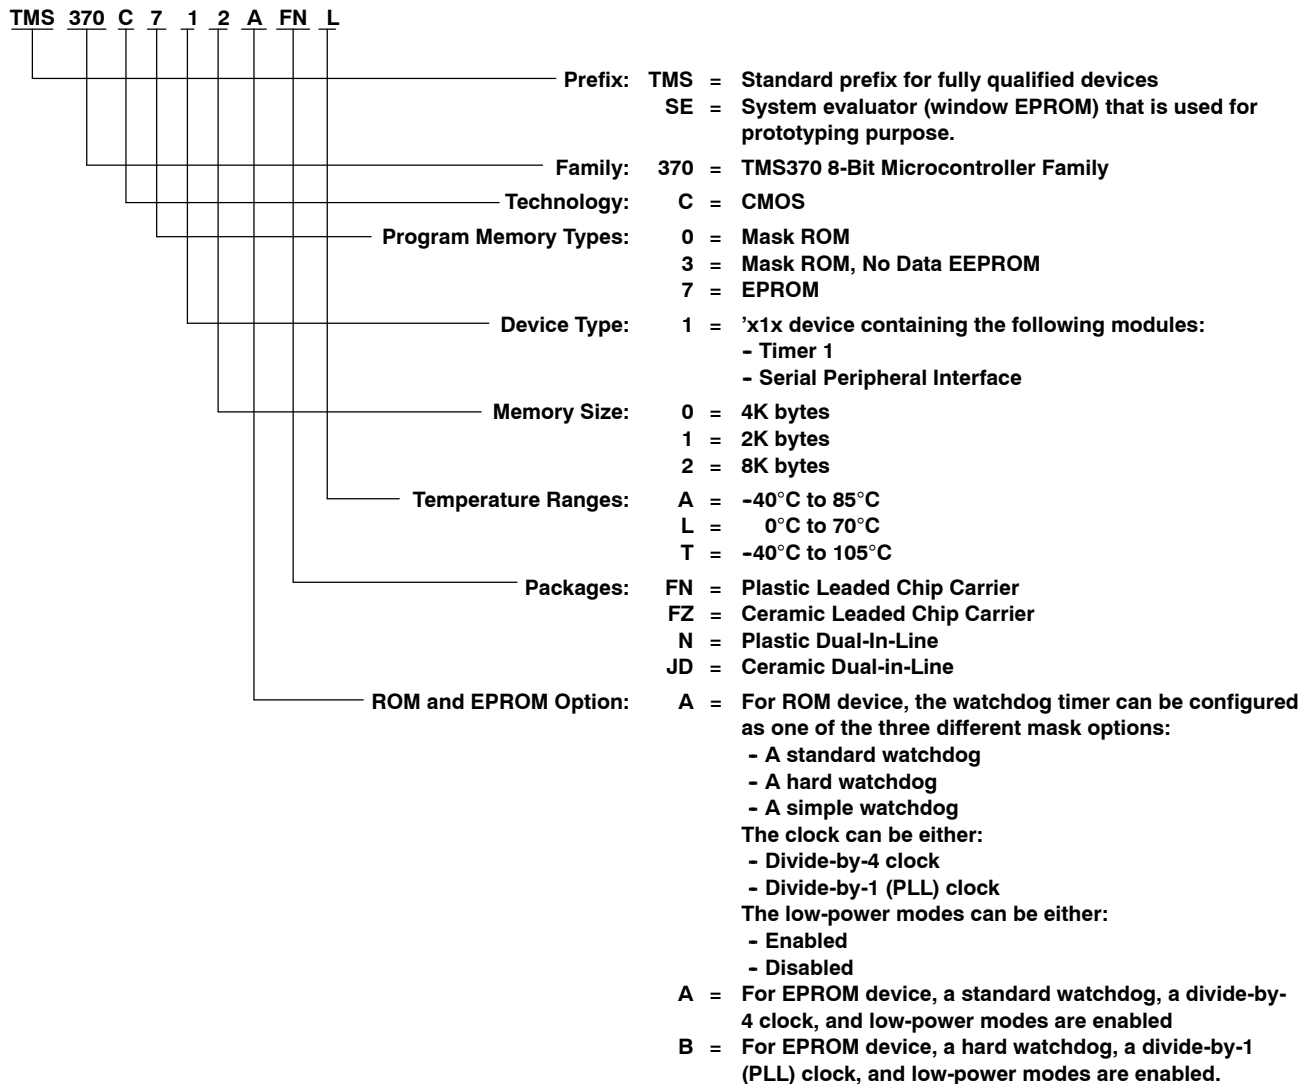 TMS 370 C 7 1 2 A FN L
Prefix: TMS = Standard prefix for fully qualified devices
SE = System evaluator (window EPROM) that is used for
prototyping purpose.
Family: 370 = TMS370 8-Bit Microcontroller Family
Technology: C = CMOS
Program Memory Types: 0 = Mask ROM
3 = Mask ROM, No Data EEPROM
7 = EPROM
Device Type: 1 = ’x1x device containing the following modules:
- Timer 1
- Serial Peripheral Interface
Memory Size: 0 = 4K bytes
1 = 2K bytes
2 = 8K bytes
Temperature Ranges: A = -40°C to 85°C
L = 0°C to 70°C
T = -40°C to 105°C
Packages: FN = Plastic Leaded Chip Carrier
FZ = Ceramic Leaded Chip Carrier
N = Plastic Dual-In-Line
JD = Ceramic Dual-in-Line
ROM and EPROM Option: A = For ROM device, the watchdog timer can be configured
as one of the three different mask options:
- A standard watchdog
- A hard watchdog
- A simple watchdog
The clock can be either:
- Divide-by-4 clock
- Divide-by-1 (PLL) clock
The low-power modes can be either:
- Enabled
- Disabled
A = For EPROM device, a standard watchdog, a divide-by-
4 clock, and low-power modes are enabled
B = For EPROM device, a hard watchdog, a divide-by-1
(PLL) clock, and low-power modes are enabled.